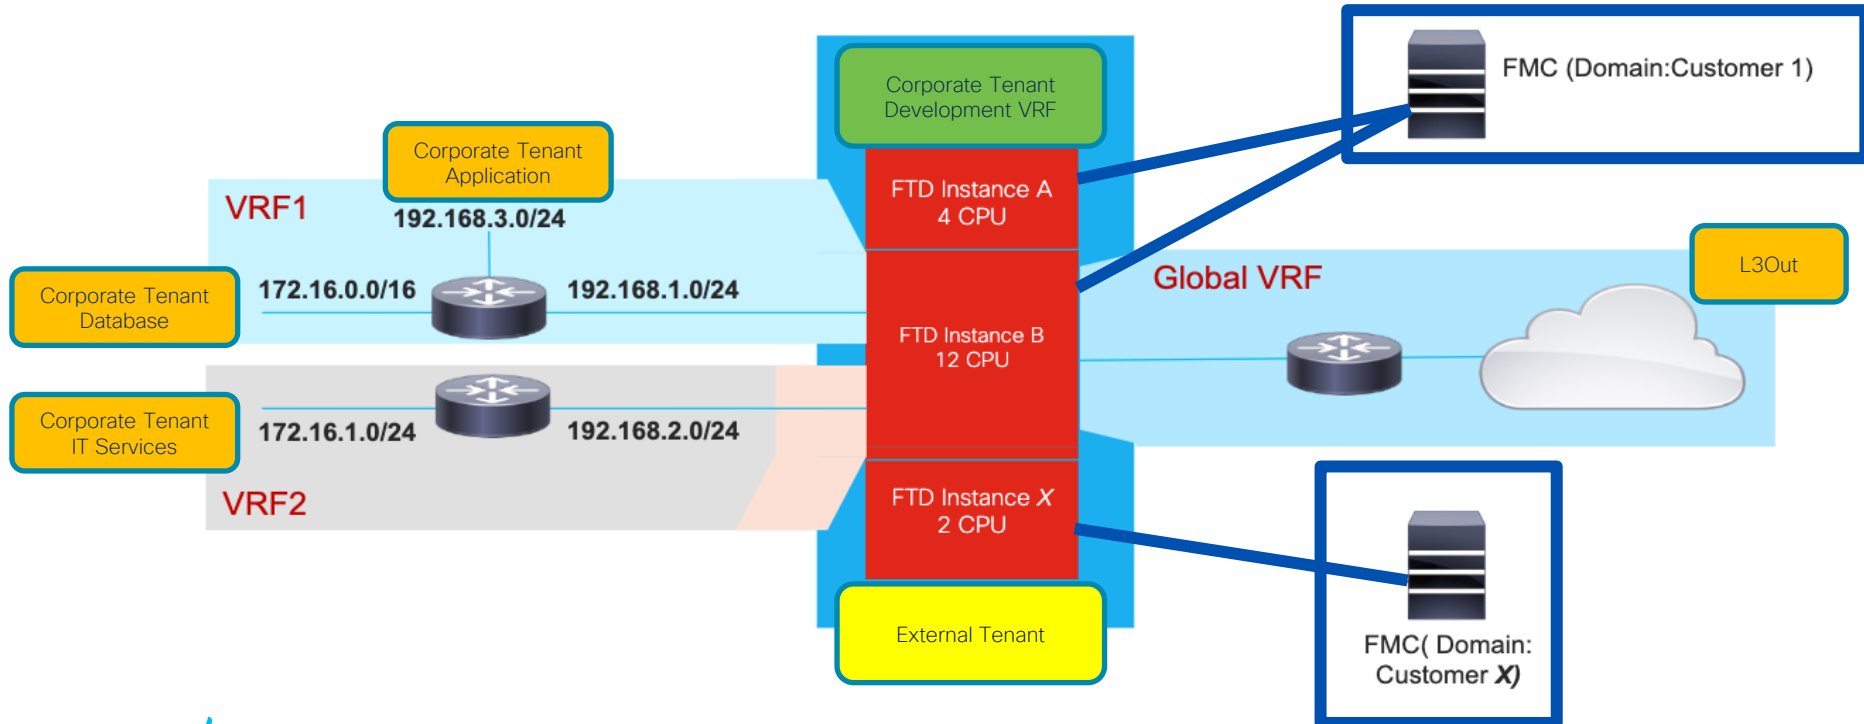 Corporate Tenant
Development VRF
FMC (Domain:Customer 1)
Corporate Tenant
Application
VRF1
192.168.3.0/24
FTD Instance A
4 CPU
Corporate Tenant
Database
172.16.0.0/16
192.168.1.0/24
Global VRF
L3Out
FTD Instance B
12 CPU
Corporate Tenant
IT Services
172.16.1.0/24
192.168.2.0/24
VRF2
FTD Instance X
2 CPU
External Tenant
FMC( Domain:
Customer X)